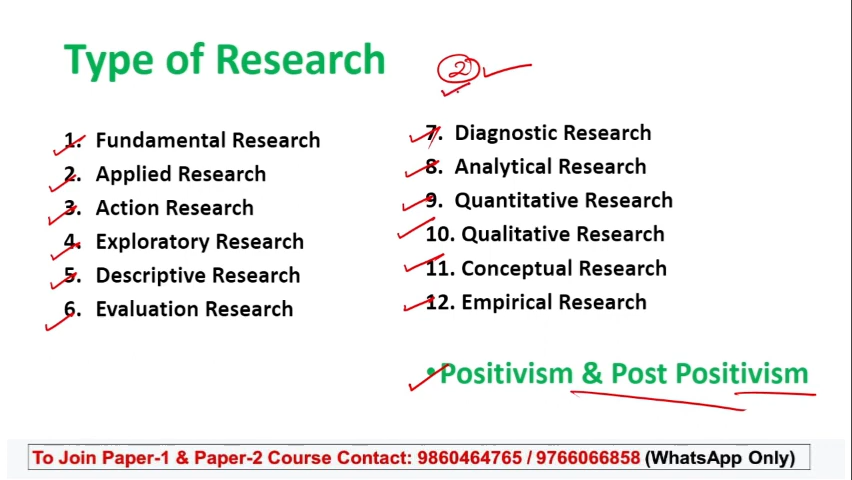 Type of Research
2
1. Fundamental Research
2. Applied Research
3. Action Research
4. Exploratory Research
5. Descriptive Research
6. Evaluation Research
7. Diagnostic Research
8. Analytical Research
9. Quantitative Research
10. Qualitative Research
11. Conceptual Research
12. Empirical Research
•Positivism & Post Positivism
To Join Paper-1 & Paper-2 Course Contact: 9860464765 / 9766066858 (WhatsApp Only)